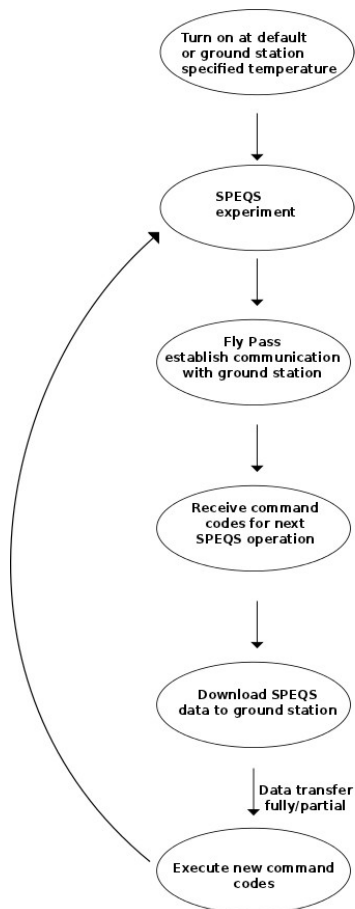 Turn on at default
or ground station
specified temperature
SPEQS
experiment
Fly Pass
establish communication
with ground station
Receive command
codes for next
SPEQS operation
Download SPEQS
data to ground station
Data transfer
fully/partial
Execute new command
codes